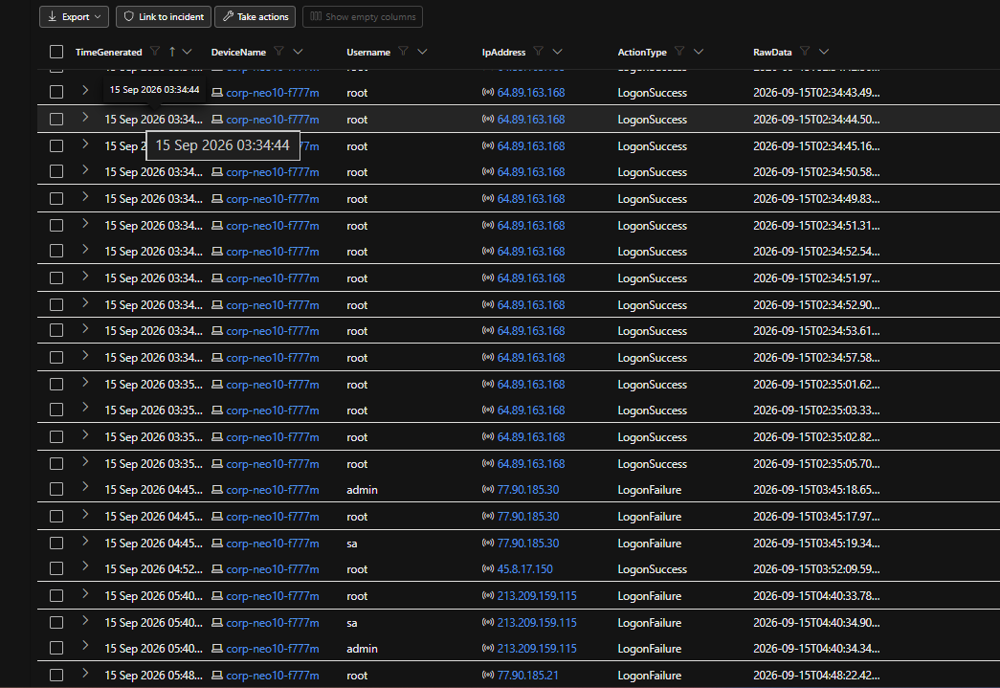 Export Link to incident Take actions Show empty columns
TimeGenerated DeviceName Username IpAddress ActionType RawData
15 Sep 2026 03:34:44 corp-neo10-f777m root 64.89.163.168 LogonSuccess 2026-09-15T02:34:43.49...
15 Sep 2026 03:34... corp-neo10-f777m root 64.89.163.168 LogonSuccess 2026-09-15T02:34:44.50...
15 Sep 2 15 Sep 2026 03:34:44 77m root 64.89.163.168 LogonSuccess 2026-09-15T02:34:45.16...
15 Sep 2026 03:34... corp-neo10-f777m root 64.89.163.168 LogonSuccess 2026-09-15T02:34:50.58...
15 Sep 2026 03:34... corp-neo10-f777m root 64.89.163.168 LogonSuccess 2026-09-15T02:34:49.83...
15 Sep 2026 03:34... corp-neo10-f777m root 64.89.163.168 LogonSuccess 2026-09-15T02:34:51.31...
15 Sep 2026 03:34... corp-neo10-f777m root 64.89.163.168 LogonSuccess 2026-09-15T02:34:52.54...
15 Sep 2026 03:34... corp-neo10-f777m root 64.89.163.168 LogonSuccess 2026-09-15T02:34:51.97...
15 Sep 2026 03:34... corp-neo10-f777m root 64.89.163.168 LogonSuccess 2026-09-15T02:34:52.90...
15 Sep 2026 03:34... corp-neo10-f777m root 64.89.163.168 LogonSuccess 2026-09-15T02:34:53.61...
15 Sep 2026 03:34... corp-neo10-f777m root 64.89.163.168 LogonSuccess 2026-09-15T02:34:57.58...
15 Sep 2026 03:35... corp-neo10-f777m root 64.89.163.168 LogonSuccess 2026-09-15T02:35:01.62...
15 Sep 2026 03:35... corp-neo10-f777m root 64.89.163.168 LogonSuccess 2026-09-15T02:35:03.33...
15 Sep 2026 03:35... corp-neo10-f777m root 64.89.163.168 LogonSuccess 2026-09-15T02:35:02.82...
15 Sep 2026 03:35... corp-neo10-f777m root 64.89.163.168 LogonSuccess 2026-09-15T02:35:05.70...
15 Sep 2026 04:45... corp-neo10-f777m admin 77.90.185.30 LogonFailure 2026-09-15T03:45:18.65...
15 Sep 2026 04:45... corp-neo10-f777m root 77.90.185.30 LogonFailure 2026-09-15T03:45:17.97...
15 Sep 2026 04:45... corp-neo10-f777m sa 77.90.185.30 LogonFailure 2026-09-15T03:45:19.34...
15 Sep 2026 04:52... corp-neo10-f777m root 45.8.17.150 LogonSuccess 2026-09-15T03:52:09.59...
15 Sep 2026 05:40... corp-neo10-f777m root 213.209.159.115 LogonFailure 2026-09-15T04:40:33.78...
15 Sep 2026 05:40... corp-neo10-f777m sa 213.209.159.115 LogonFailure 2026-09-15T04:40:34.90...
15 Sep 2026 05:40... corp-neo10-f777m admin 213.209.159.115 LogonFailure 2026-09-15T04:40:34.34...
15 Sep 2026 05:48... corp-neo10-f777m root 77.90.185.21 LogonFailure 2026-09-15T04:48:22.42...